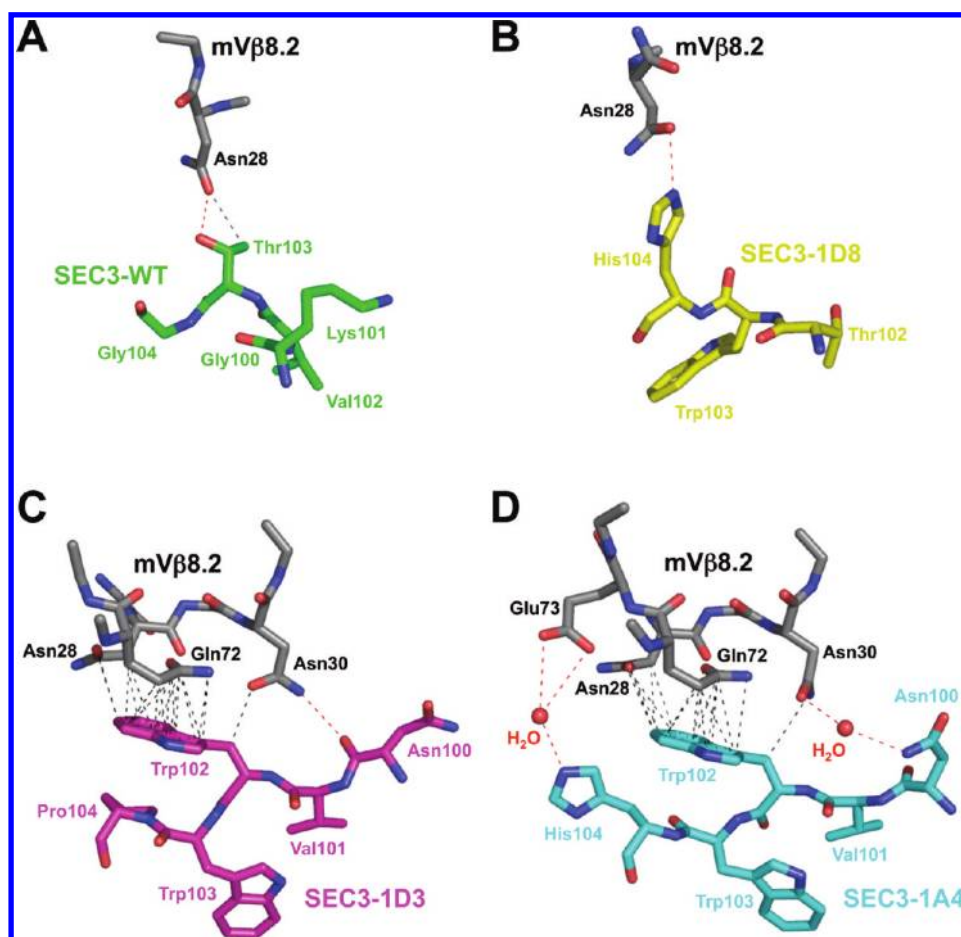 A
mVβ8.2
Asn28
Thr103
SEC3-WT
Lys101
Gly104
Gly100
Val102
B
mVβ8.2
Asn28
His104
SEC3-1D8
Thr102
Trp103
C
mVβ8.2
Asn28
Gln72
Asn30
Trp102
Asn100
Pro104
Val101
Trp103
SEC3-1D3
D
mVβ8.2
Glu73
Asn28
Gln72
Asn30
Asn100
H₂O
H₂O
Trp102
His104
Val101
Trp103
SEC3-1A4